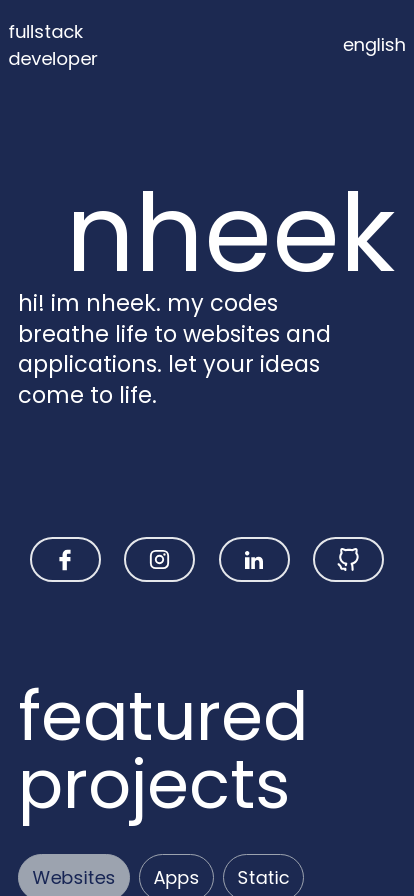 fullstack
developer
english
nheek
hi! im nheek. my codes
breathe life to websites and
applications. let your ideas
come to life.
featured
projects
Websites
Apps
Static